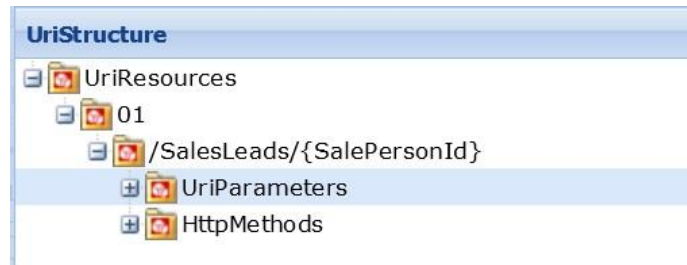 UriStructure
UriResources
01
/SalesLeads/{SalePersonId}
UriParameters
HttpMethods